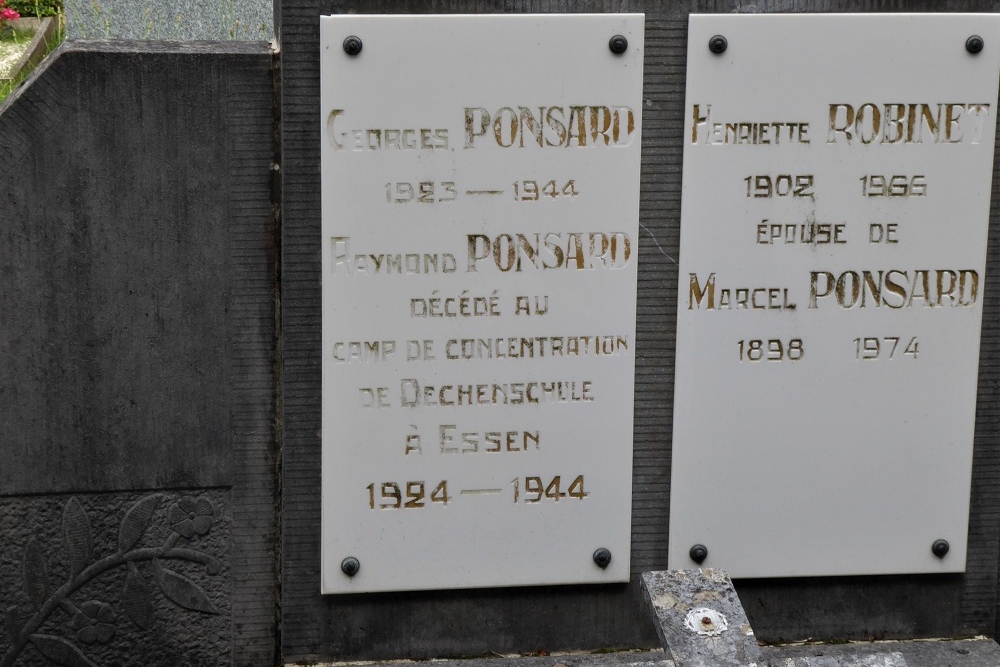 Georges PONSARD
1923 — 1944
Raymond PONSARD
DÉCÉDÉ AU
CAMP DE CONCENTRATION
DE DECHENSCHULE
À ESSEN
1924 — 1944
Henriette ROBINET
1902 1966
ÉPOUSE DE
Marcel PONSARD
1898 1974